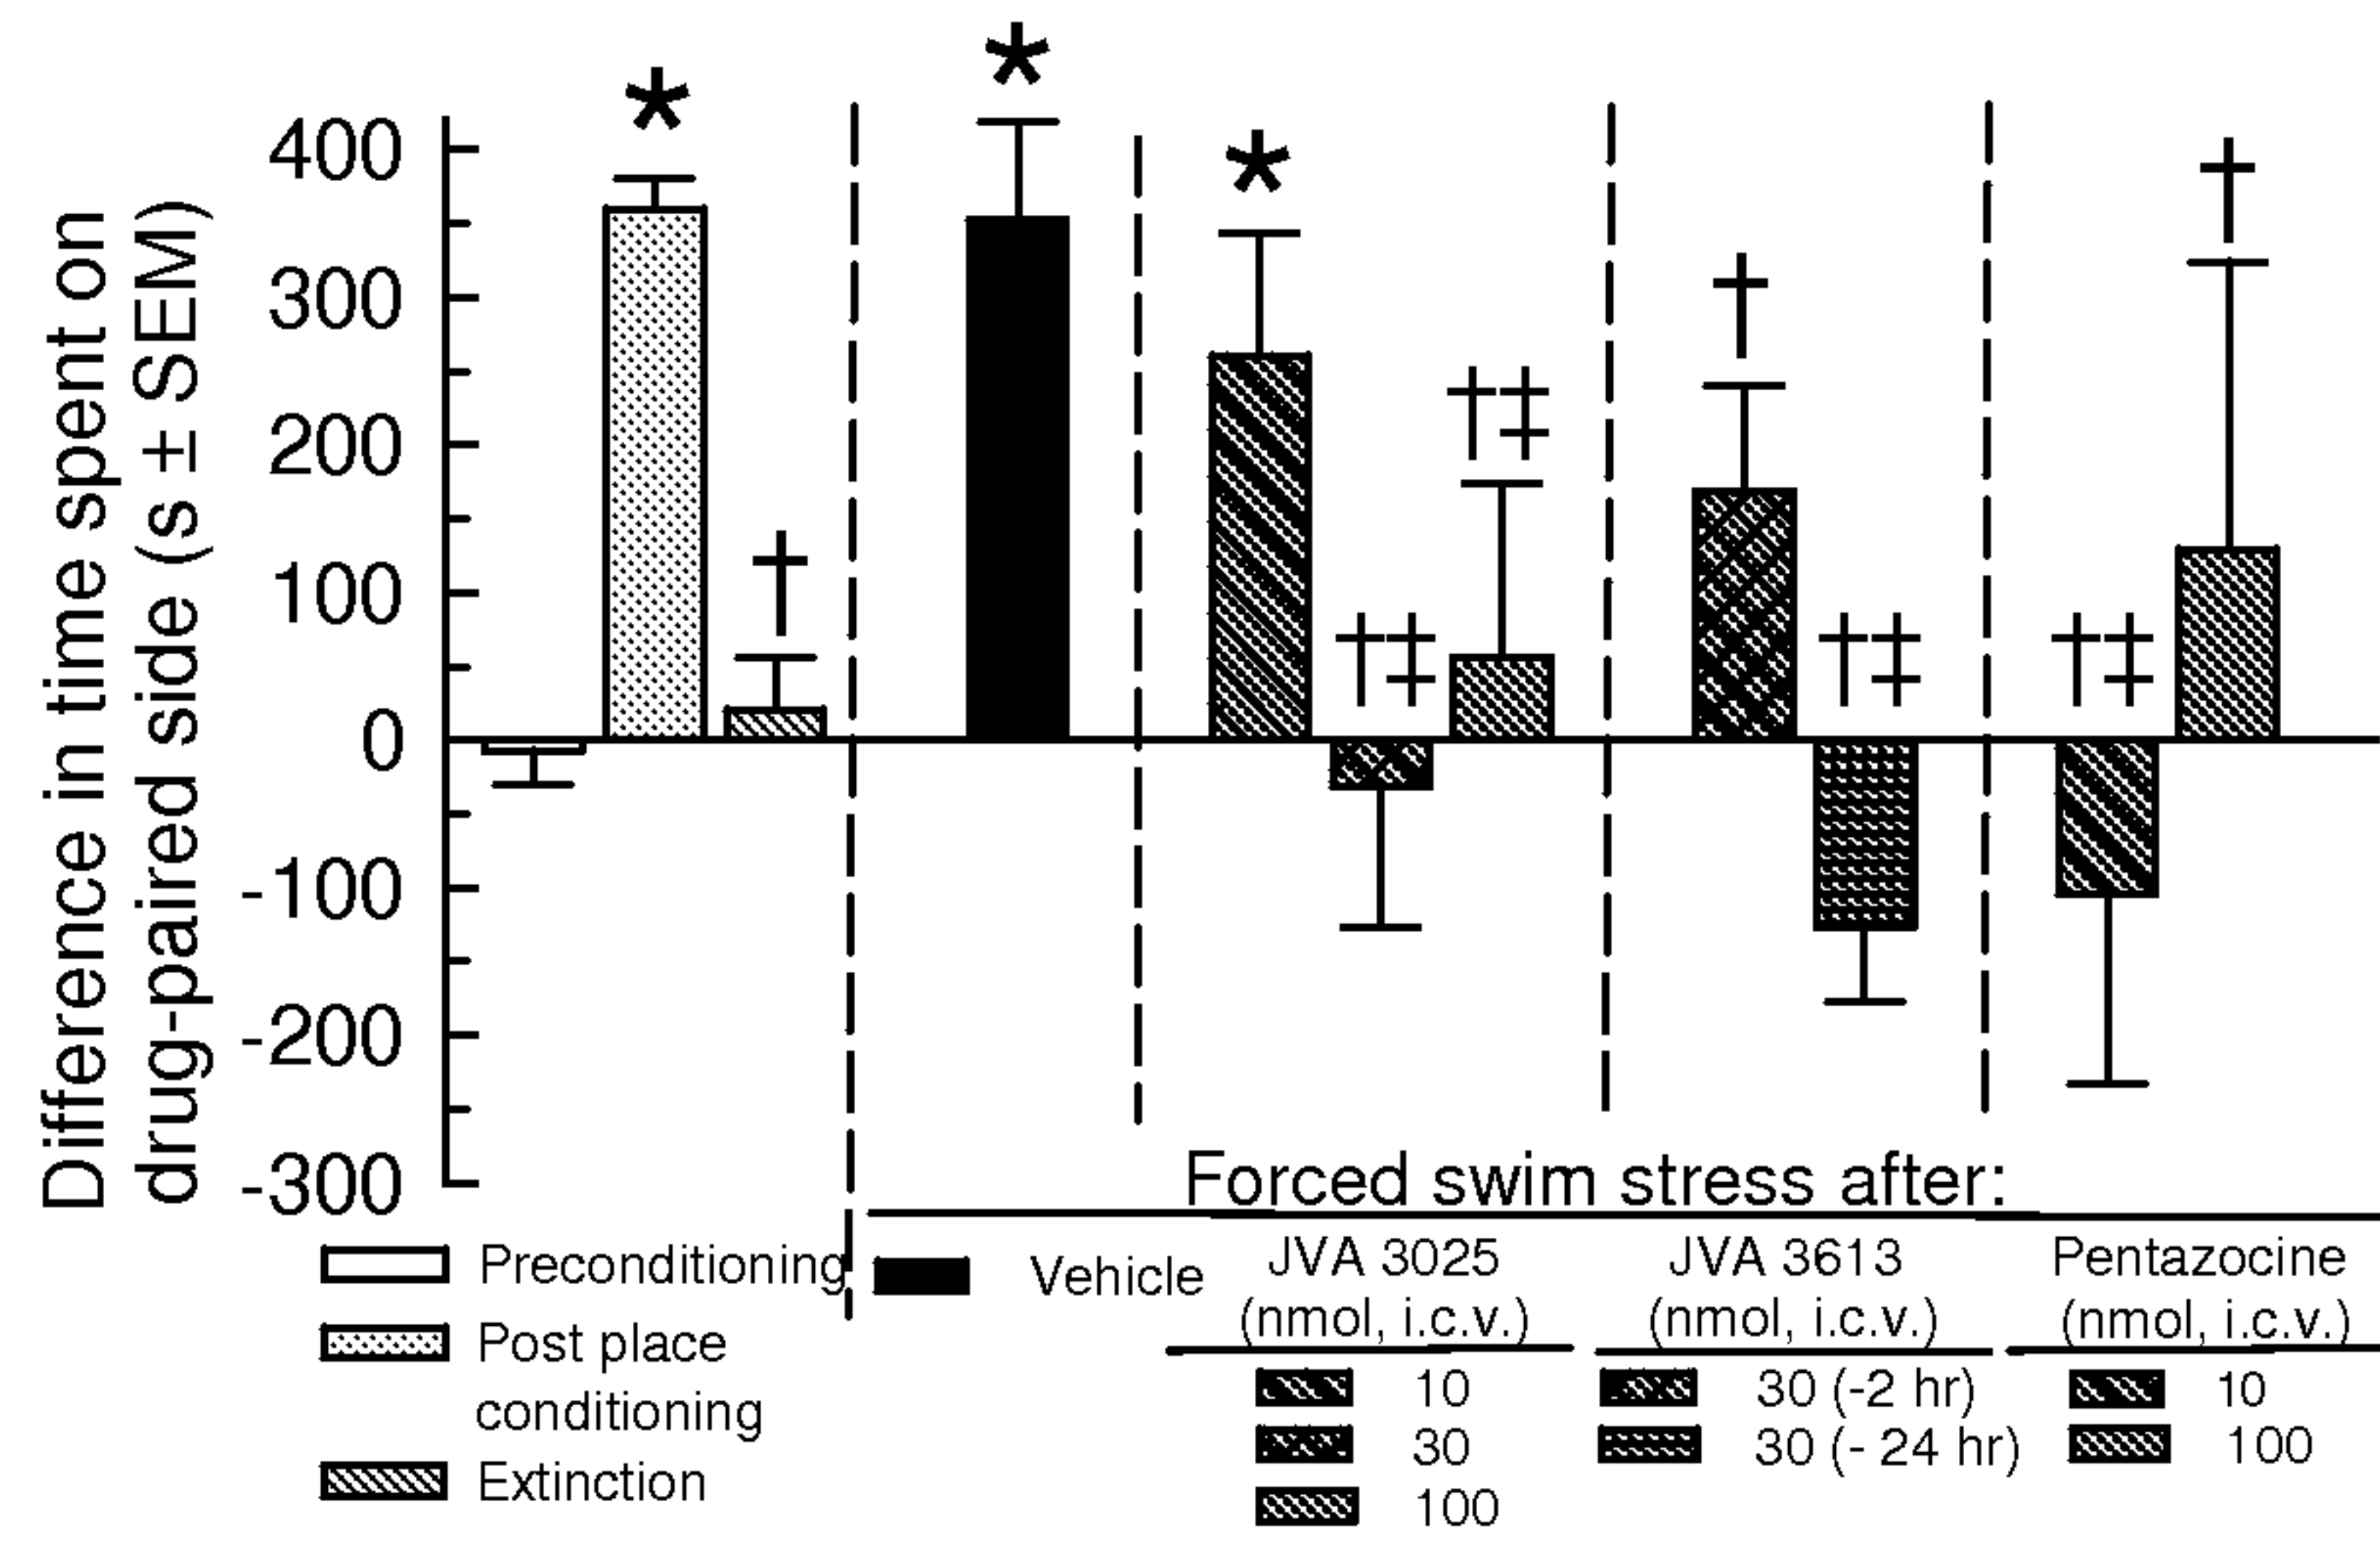 Difference in time spent on
drug-paired side (s ± SEM)
400
300
200
100
0
-100
-200
-300
*
†
*
*
†‡
†‡
†
†‡
†‡
†
Forced swim stress after:
Preconditioning
Post place
conditioning
Extinction
Vehicle
JVA 3025
(nmol, i.c.v.)
10
30
100
JVA 3613
(nmol, i.c.v.)
30 (-2 hr)
30 (- 24 hr)
Pentazocine
(nmol, i.c.v.)
10
100